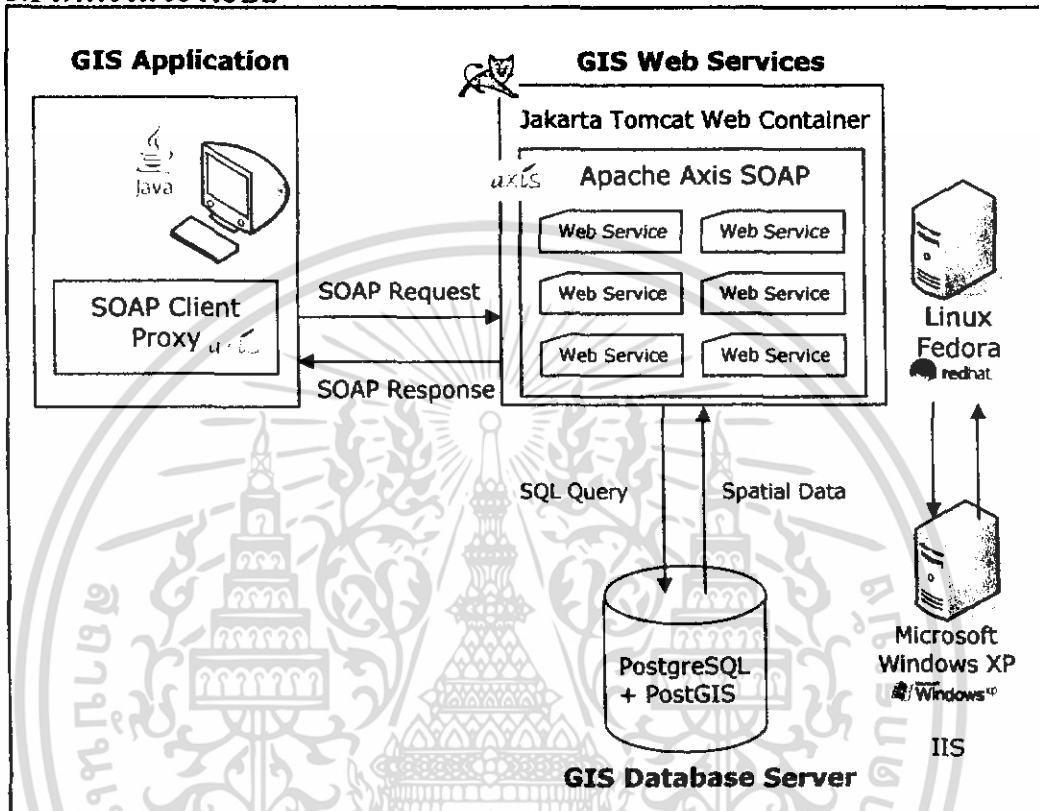 GIS Application
Java
SOAP Client
Proxy
SOAP Request
SOAP Response
GIS Web Services
Jakarta Tomcat Web Container
axis
Apache Axis SOAP
Web Service
Web Service
Web Service
Web Service
Web Service
Web Service
SQL Query
Spatial Data
PostgreSQL
+ PostGIS
GIS Database Server
Linux
Fedora
redhat
Microsoft
Windows XP
Windows xp
IIS